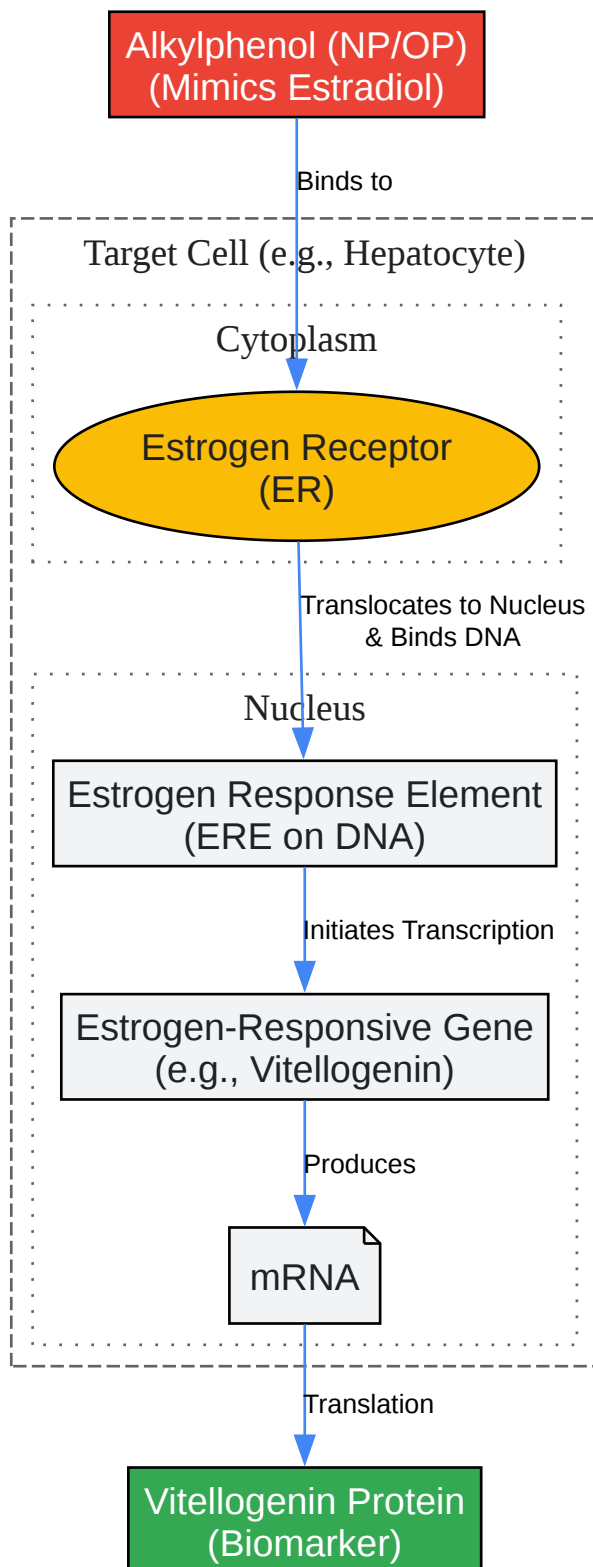 Alkylphenol (NP/OP)
(Mimics Estradiol)
Binds to
Target Cell (e.g., Hepatocyte)
Cytoplasm
Estrogen Receptor
(ER)
Translocates to Nucleus
& Binds DNA
Nucleus
Estrogen Response Element
(ERE on DNA)
Initiates Transcription
Estrogen-Responsive Gene
(e.g., Vitellogenin)
Produces
mRNA
Translation
Vitellogenin Protein
(Biomarker)